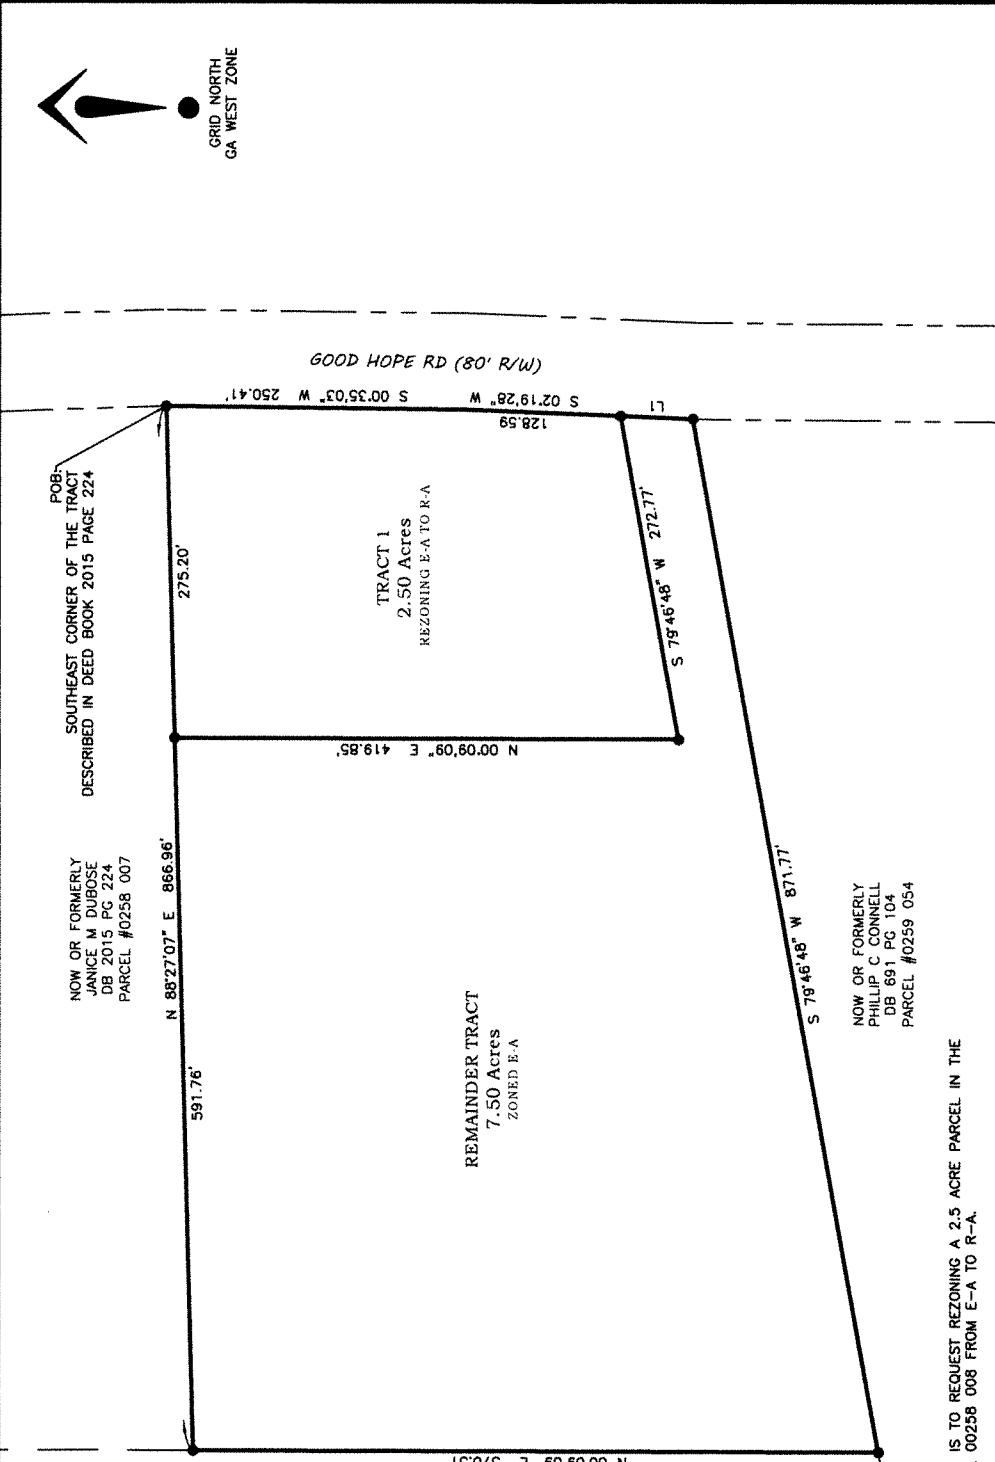 GRID NORTH
GA WEST ZONE
GOOD HOPE RD (80' R/W)
POB:
SOUTHEAST CORNER OF THE TRACT
DESCRIBED IN DEED BOOK 2015 PAGE 224
S 00°35'03" W 250.41'
S 02°19'28" W
128.59
L1
275.20'
TRACT 1
2.50 Acres
REZONING E-A TO R-A
S 79°46'48" W 272.77'
N 00°09'09" E 419.85'
NOW OR FORMERLY
JANICE M DUBOSE
DB 2015 PG 224
PARCEL #0258 007
N 88°27'07" E 866.96'
591.76'
REMAINDER TRACT
7.50 Acres
ZONED E-A
S 79°46'48" W 871.77'
NOW OR FORMERLY
PHILLIP C CONNELL
DB 691 PG 104
PARCEL #0259 054
IS TO REQUEST REZONING A 2.5 ACRE PARCEL IN THE
00258 008 FROM E-A TO R-A.